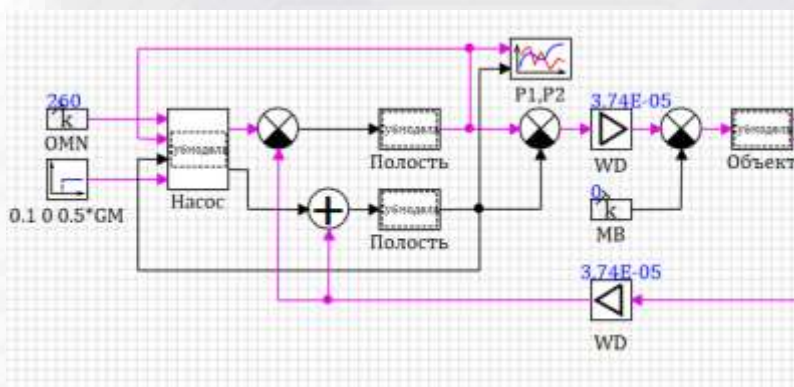 P1,P2
260
k
OMN
3.74E-05
WD
Полость
Объект
0.1 0 0.5*GM
Насос
0
k
MB
Полость
3.74E-05
WD